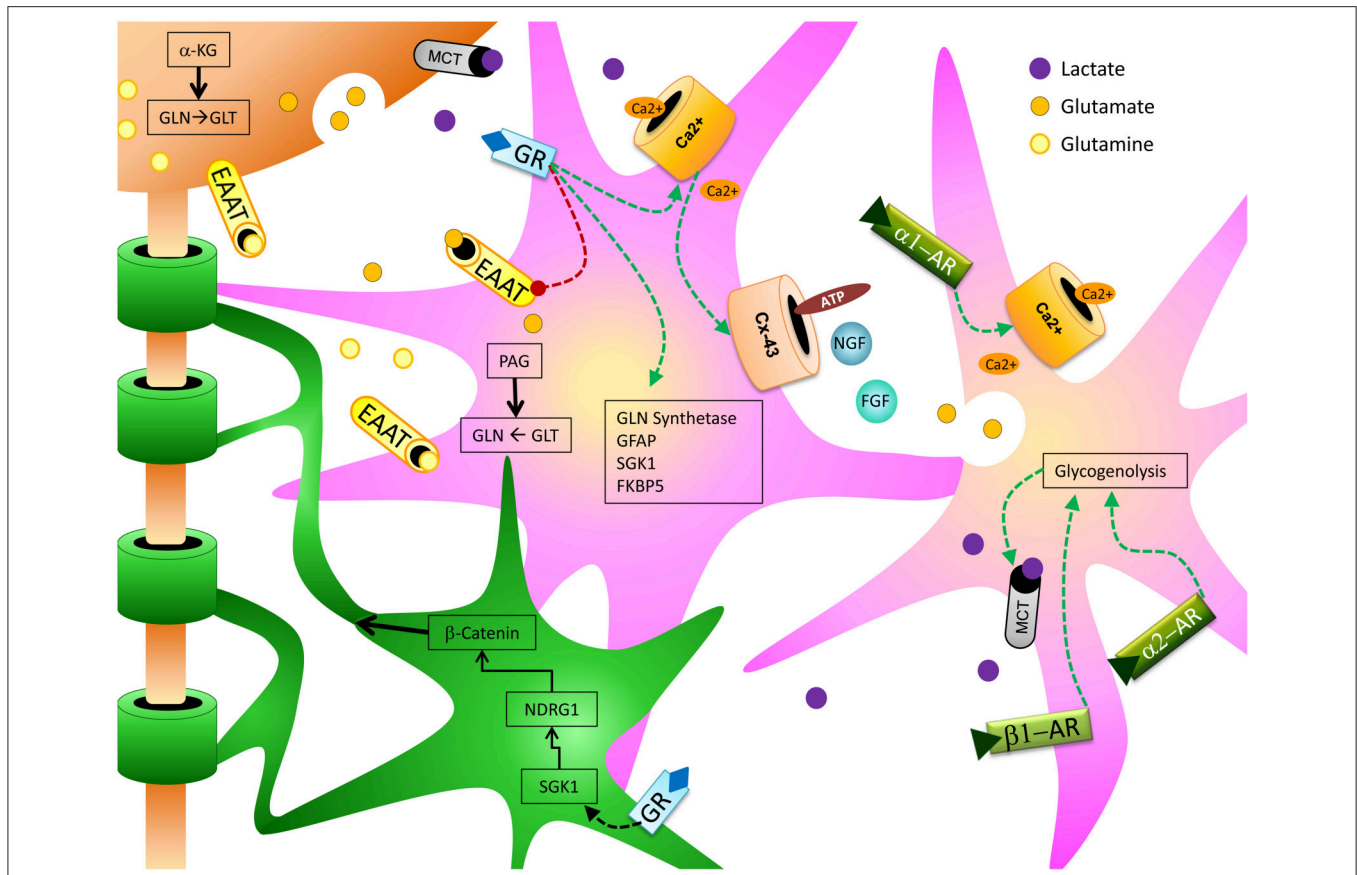 α-KG
GLN→GLT
MCT
Lactate
Glutamate
Glutamine
Ca2+
Ca2+
Ca2+
GR
EAAT
EAAT
α1–AR
Ca2+
Ca2+
Ca2+
ATP
Cx-43
NGF
FGF
PAG
GLN ← GLT
EAAT
GLN Synthetase
GFAP
SGK1
FKBP5
Glycogenolysis
MCT
α2–AR
β1–AR
β-Catenin
NDRG1
SGK1
GR